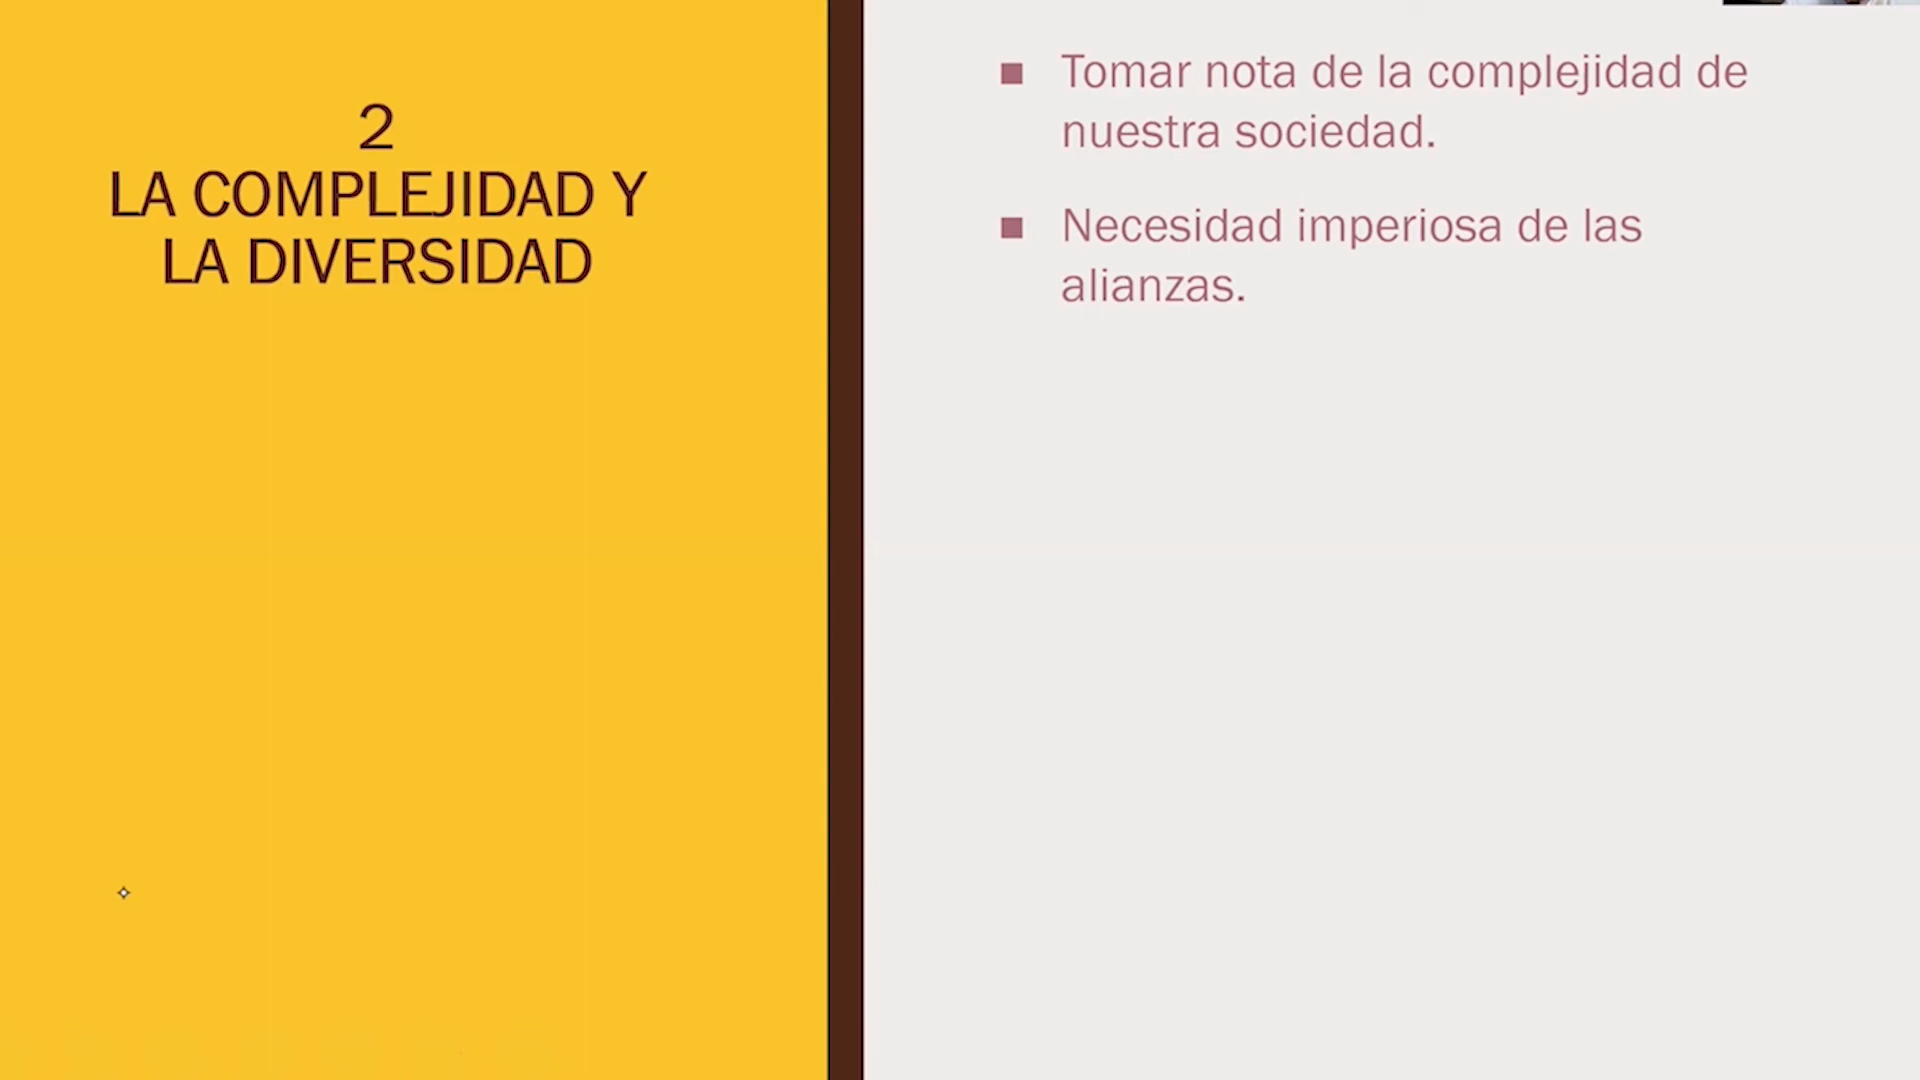 2
LA COMPLEJIDAD Y
LA DIVERSIDAD
Tomar nota de la complejidad de
nuestra sociedad.
Necesidad imperiosa de las
alianzas.